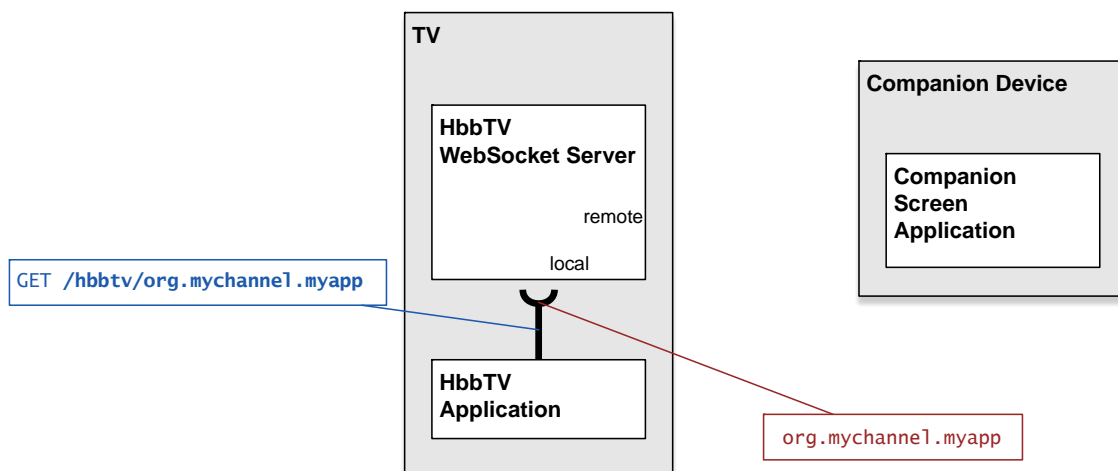 TV
HbbTV
WebSocket Server
remote
local
GET /hbbtv/org.mychannel.myapp
HbbTV
Application
org.mychannel.myapp
Companion Device
Companion
Screen
Application